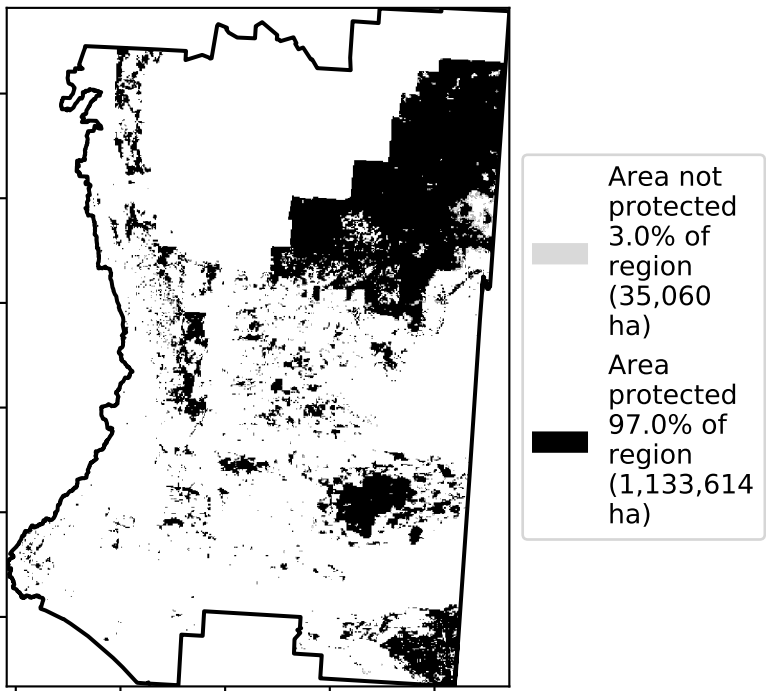 Area not
protected
3.0% of
region
(35,060
ha)
Area
protected
97.0% of
region
(1,133,614
ha)